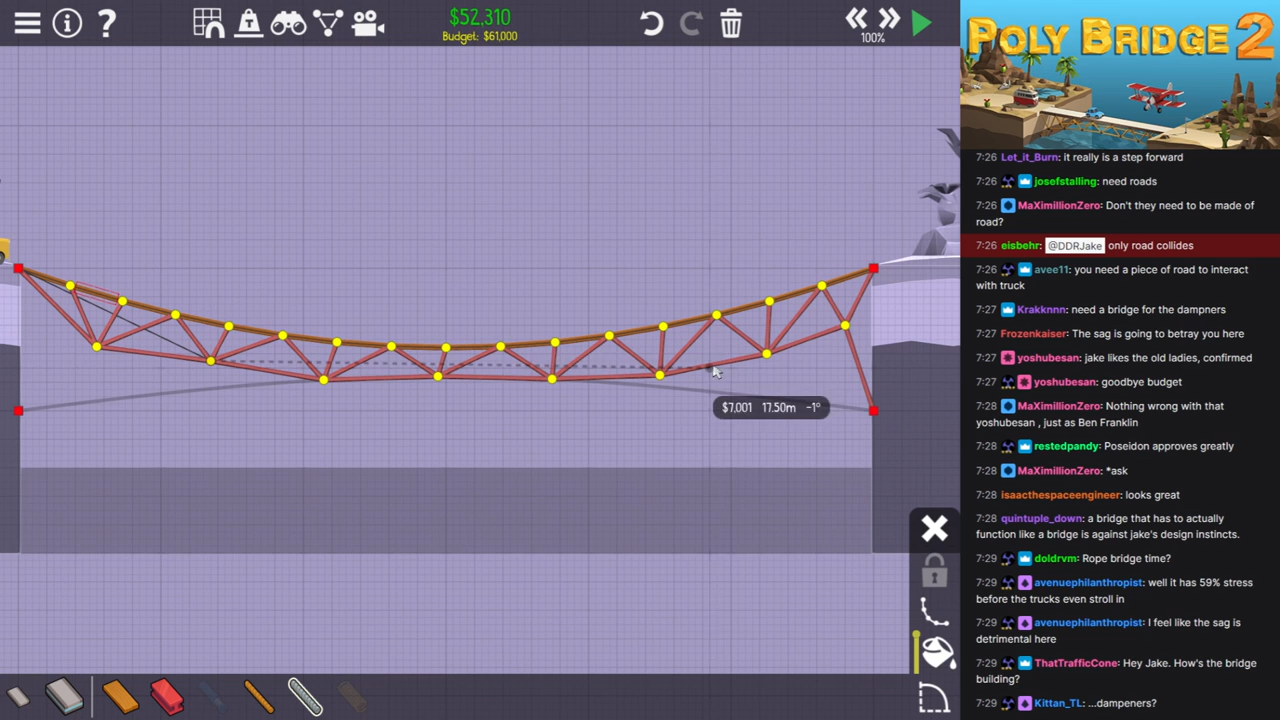 $52,310
Budget: $61,000
100%
POLY BRIDGE 2
7:26 Let_it_Burn: it really is a step forward
7:26 josefstalling: need roads
7:26 MaXimillionZero: Don't they need to be made of
road?
7:26 eisbehr: @DDRJake only road collides
7:26 avee11: you need a piece of road to interact
with truck
7:27 Krakknnn: need a bridge for the dampners
7:27 Frozenkaiser: The sag is going to betray you here
7:27 yoshubesan: jake likes the old ladies, confirmed
7:27 yoshubesan: goodbye budget
7:28 MaXimillionZero: Nothing wrong with that
yoshubesan , just as Ben Franklin
7:28 restedpandy: Poseidon approves greatly
7:28 MaXimillionZero: *ask
7:28 isaacthespaceengineer: looks great
7:28 quintuple_down: a bridge that has to actually
function like a bridge is against jake's design instincts.
7:29 doldrvm: Rope bridge time?
7:29 avenuephilanthropist: well it has 59% stress
before the trucks even stroll in
7:29 avenuephilanthropist: I feel like the sag is
detrimental here
7:29 ThatTrafficCone: Hey Jake. How's the bridge
building?
7:29 Kittan_TL: ...dampeners?
$7,001 17.50m -1°